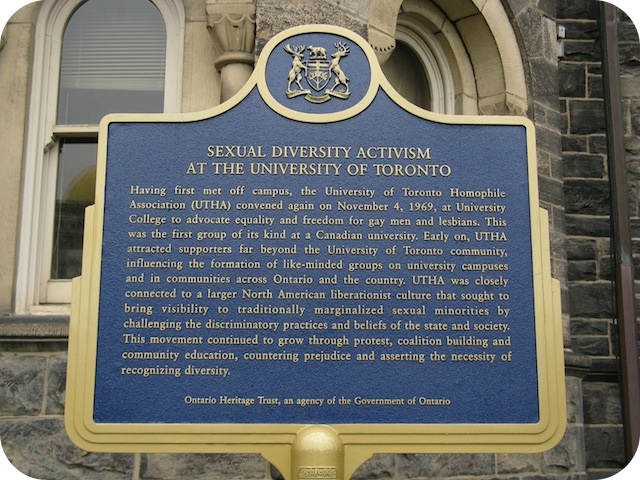 SEXUAL DIVERSITY ACTIVISM
AT THE UNIVERSITY OF TORONTO
Having first met off campus, the University of Toronto Homophile
Association (UTHA) convened again on November 4, 1969, at University
College to advocate equality and freedom for gay men and lesbians. This
was the first group of its kind at a Canadian university. Early on, UTHA
attracted supporters far beyond the University of Toronto community,
influencing the formation of like-minded groups on university campuses
and in communities across Ontario and the country. UTHA was closely
connected to a larger North American liberationist culture that sought to
bring visibility to traditionally marginalized sexual minorities by
challenging the discriminatory practices and beliefs of the state and society.
This movement continued to grow through protest, coalition building and
community education, countering prejudice and asserting the necessity of
recognizing diversity.
Ontario Heritage Trust, an agency of the Government of Ontario